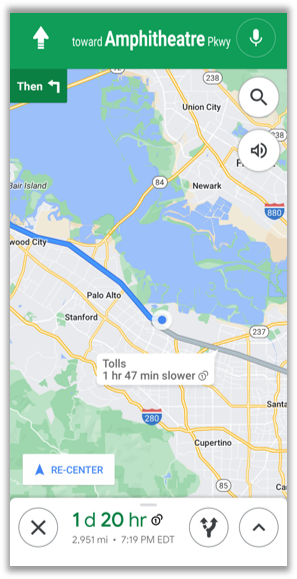 toward Amphitheatre Pkwy
Then
238
Union City
238
Bair Island
84
Newark
880
wood City
Palo Alto
Stanford
237
Tolls
1 hr 47 min slower
280
Santa
Cupertino
RE-CENTER
1 d 20 hr
2,951 mi • 7:19 PM EDT